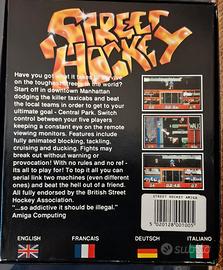 STREET
HOCKEY
Have you got what it takes to survive
on the toughest streets in the world?
Start off in downtown Manhattan
dodging the killer taxicabs and beat
the local teams in order to get to your
ultimate goal - Central Park. Switch
control between your five players
keeping a constant eye on the remote
viewing monitors. Features include
fully animated blocking, tackling,
cruising and ducking. Fights may
break out without warning or
provocation! With no rules and no ref -
its all to play for! To top it all you can
serial link two machines (even different
ones) and beat the hell out of a friend.
All fully endorsed by the British Street
Hockey Association.
"...so addictive it should be illegal."
Amiga Computing
STREET HOCKEY AMIGA
5 020128 001005
ENGLISH
FRANÇAIS
DEUTSCH
ITALIANO